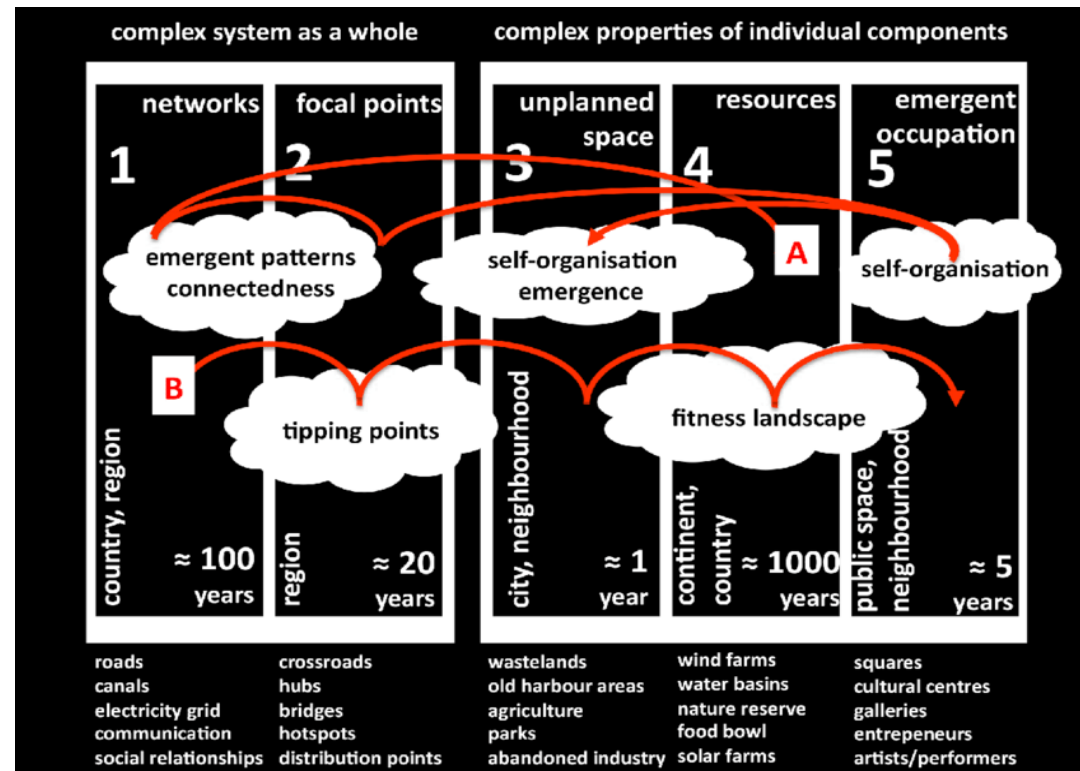 complex system as a whole
complex properties of individual components
networks
1
focal points
2
unplanned
space
3
resources
4
emergent
occupation
5
emergent patterns
connectedness
self-organisation
emergence
A
self-organisation
B
tipping points
fitness landscape
country, region
≈ 100
years
region
≈ 20
years
city, neighbourhood
≈ 1
year
continent,
country
≈ 1000
years
public space,
neighbourhood
≈ 5
years
roads
canals
electricity grid
communication
social relationships
crossroads
hubs
bridges
hotspots
distribution points
wastelands
old harbour areas
agriculture
parks
abandoned industry
wind farms
water basins
nature reserve
food bowl
solar farms
squares
cultural centres
galleries
entrepeneurs
artists/performers